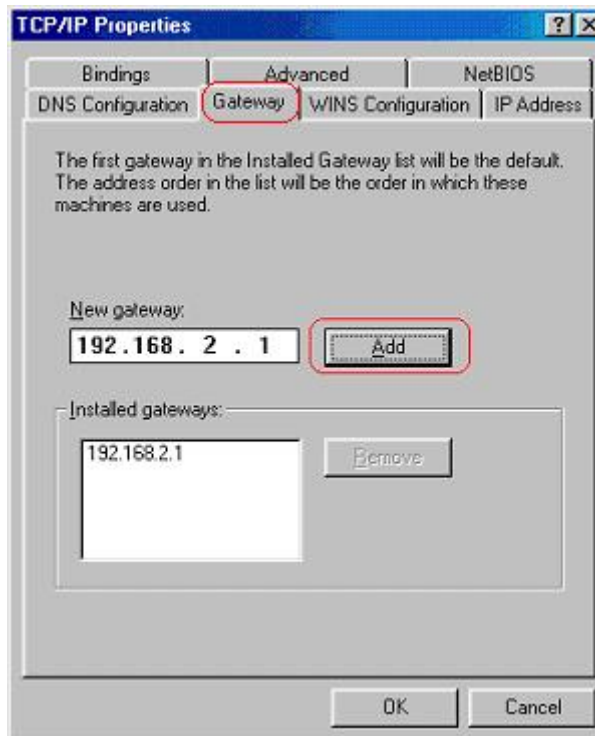 TCP/IP Properties
Bindings
Advanced
NetBIOS
DNS Configuration
Gateway
WINS Configuration
IP Address
The first gateway in the Installed Gateway list will be the default.
The address order in the list will be the order in which these
machines are used.
New gateway:
192.168. 2 . 1
Add
Installed gateways:
192.168.2.1
Remove
OK
Cancel